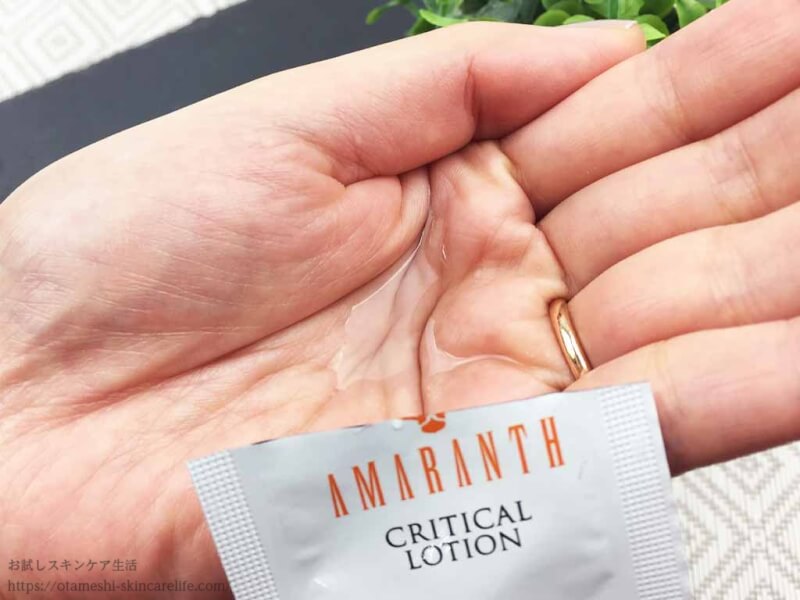 AMARANTH
CRITICAL
LOTION
お試しスキンケア生活
https://otameshi-skincarelife.com/